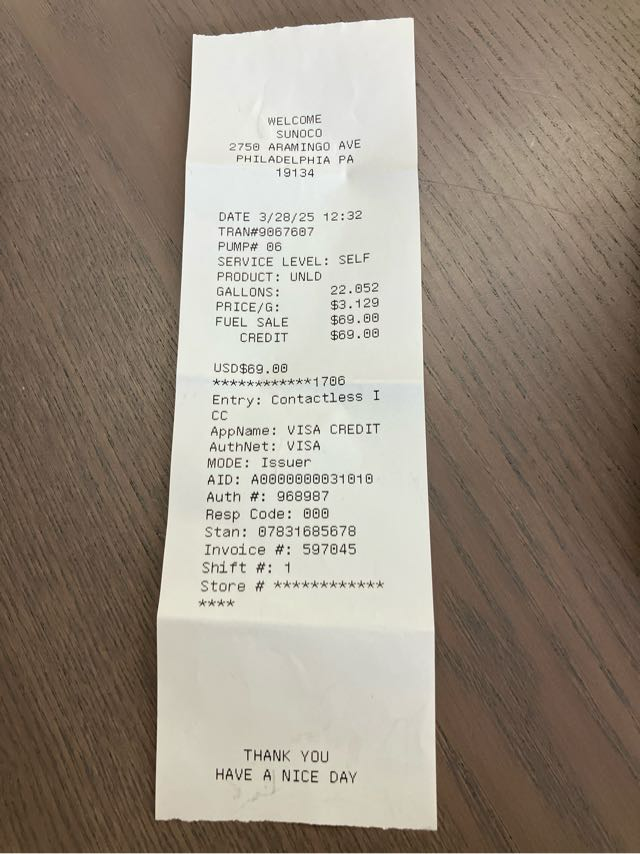 WELCOME
SUNOCO
2750 ARAMINGO AVE
PHILADELPHIA PA
19134
DATE 3/28/25 12:32
TRAN#9067607
PUMP# 06
SERVICE LEVEL: SELF
PRODUCT: UNLD
GALLONS: 22.052
PRICE/G: $3.129
FUEL SALE $69.00
CREDIT $69.00
USD$69.00
************1706
Entry: Contactless I
CC
AppName: VISA CREDIT
AuthNet: VISA
MODE: Issuer
AID: A0000000031010
Auth #: 968987
Resp Code: 000
Stan: 07831685678
Invoice #: 597045
Shift #: 1
Store # ************
****
THANK YOU
HAVE A NICE DAY